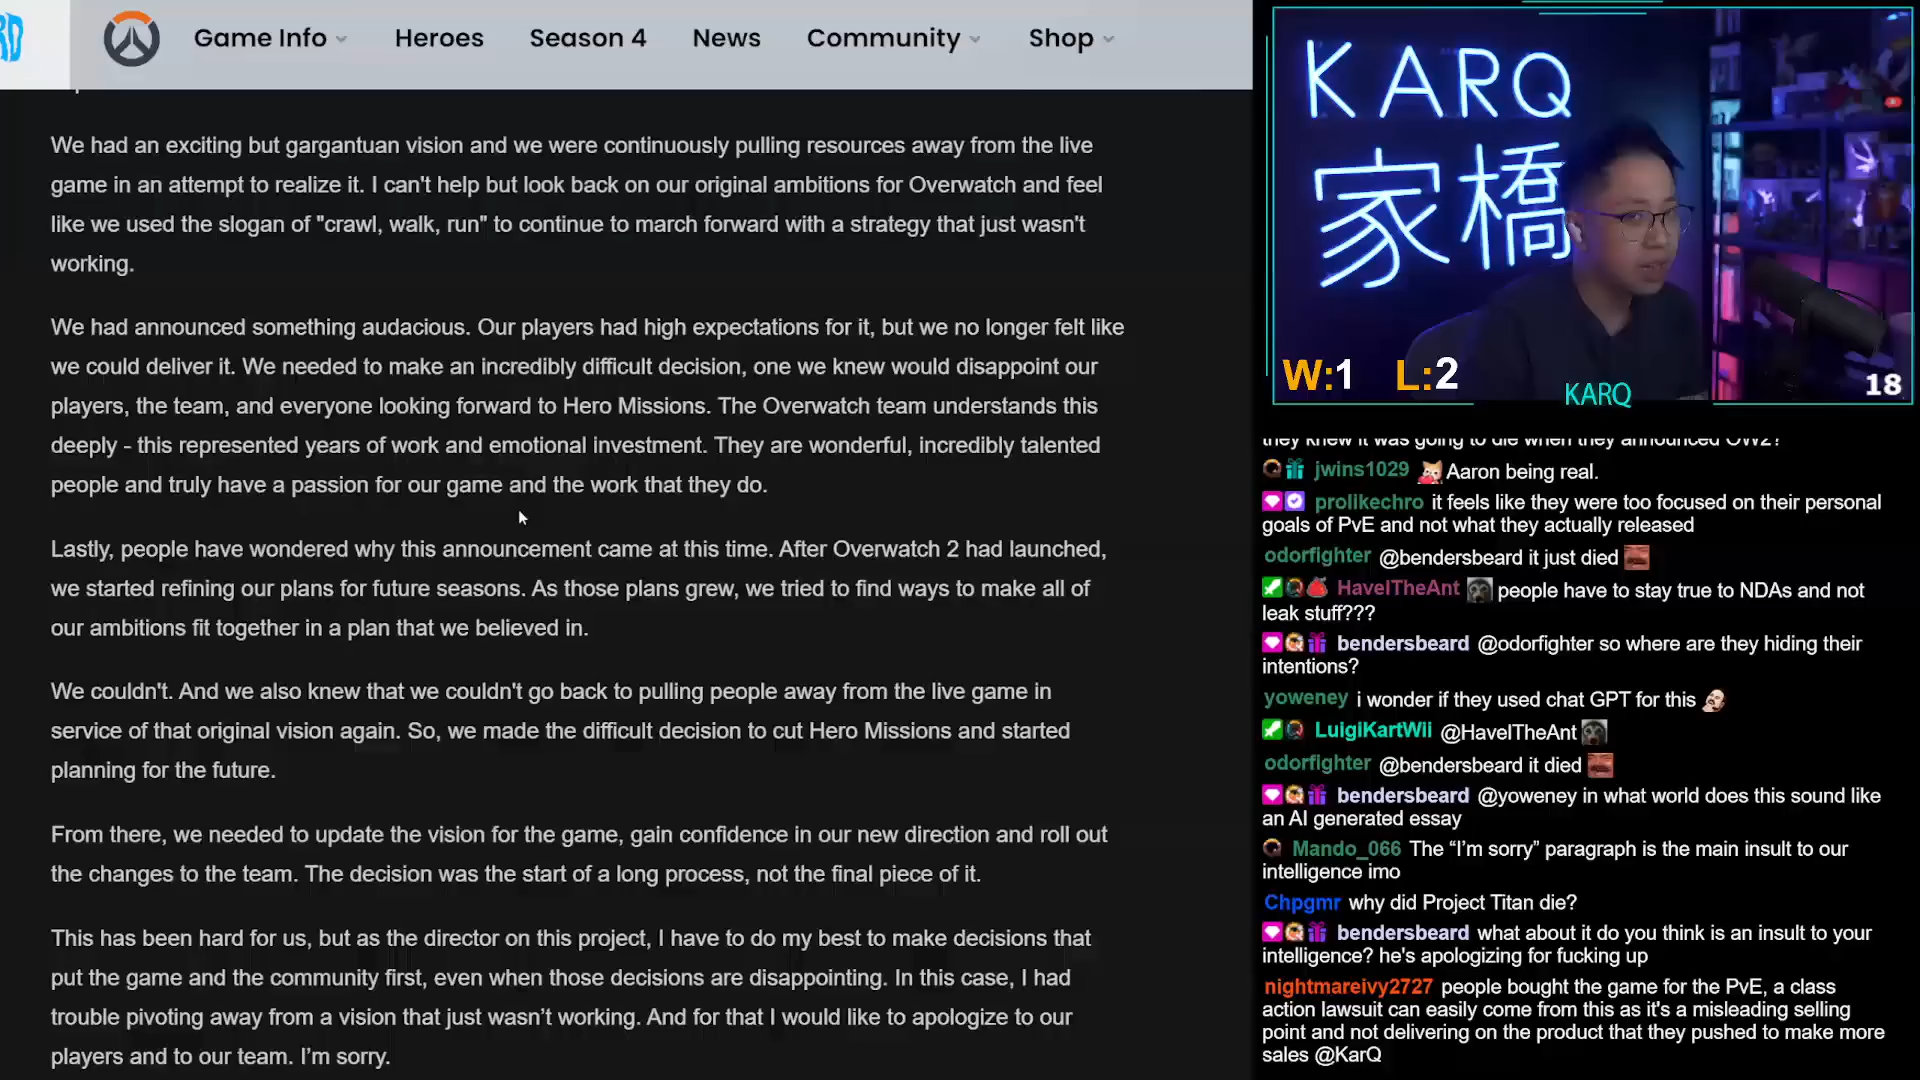 RD
Game Info
Heroes
Season 4
News
Community
Shop
We had an exciting but gargantuan vision and we were continuously pulling resources away from the live
game in an attempt to realize it. I can't help but look back on our original ambitions for Overwatch and feel
like we used the slogan of "crawl, walk, run" to continue to march forward with a strategy that just wasn't
working.
We had announced something audacious. Our players had high expectations for it, but we no longer felt like
we could deliver it. We needed to make an incredibly difficult decision, one we knew would disappoint our
players, the team, and everyone looking forward to Hero Missions. The Overwatch team understands this
deeply - this represented years of work and emotional investment. They are wonderful, incredibly talented
people and truly have a passion for our game and the work that they do.
Lastly, people have wondered why this announcement came at this time. After Overwatch 2 had launched,
we started refining our plans for future seasons. As those plans grew, we tried to find ways to make all of
our ambitions fit together in a plan that we believed in.
We couldn't. And we also knew that we couldn't go back to pulling people away from the live game in
service of that original vision again. So, we made the difficult decision to cut Hero Missions and started
planning for the future.
From there, we needed to update the vision for the game, gain confidence in our new direction and roll out
the changes to the team. The decision was the start of a long process, not the final piece of it.
This has been hard for us, but as the director on this project, I have to do my best to make decisions that
put the game and the community first, even when those decisions are disappointing. In this case, I had
trouble pivoting away from a vision that just wasn't working. And for that I would like to apologize to our
players and to our team. I'm sorry.
KARQ
家橋
W:1 L:2
KARQ
18
they knew it was going to die when they announced OW2?
jwins1029 Aaron being real.
prolikechro it feels like they were too focused on their personal
goals of PvE and not what they actually released
odorfighter @bendersbeard it just died
HavelTheAnt people have to stay true to NDAs and not
leak stuff???
bendersbeard @odorfighter so where are they hiding their
intentions?
yoweney i wonder if they used chat GPT for this
LuigiKartWii @HavelTheAnt
odorfighter @bendersbeard it died
bendersbeard @yoweney in what world does this sound like
an AI generated essay
Mando_066 The “I’m sorry” paragraph is the main insult to our
intelligence imo
Chpgmr why did Project Titan die?
bendersbeard what about it do you think is an insult to your
intelligence? he's apologizing for fucking up
nightmareivy2727 people bought the game for the PvE, a class
action lawsuit can easily come from this as it's a misleading selling
point and not delivering on the product that they pushed to make more
sales @KarQ